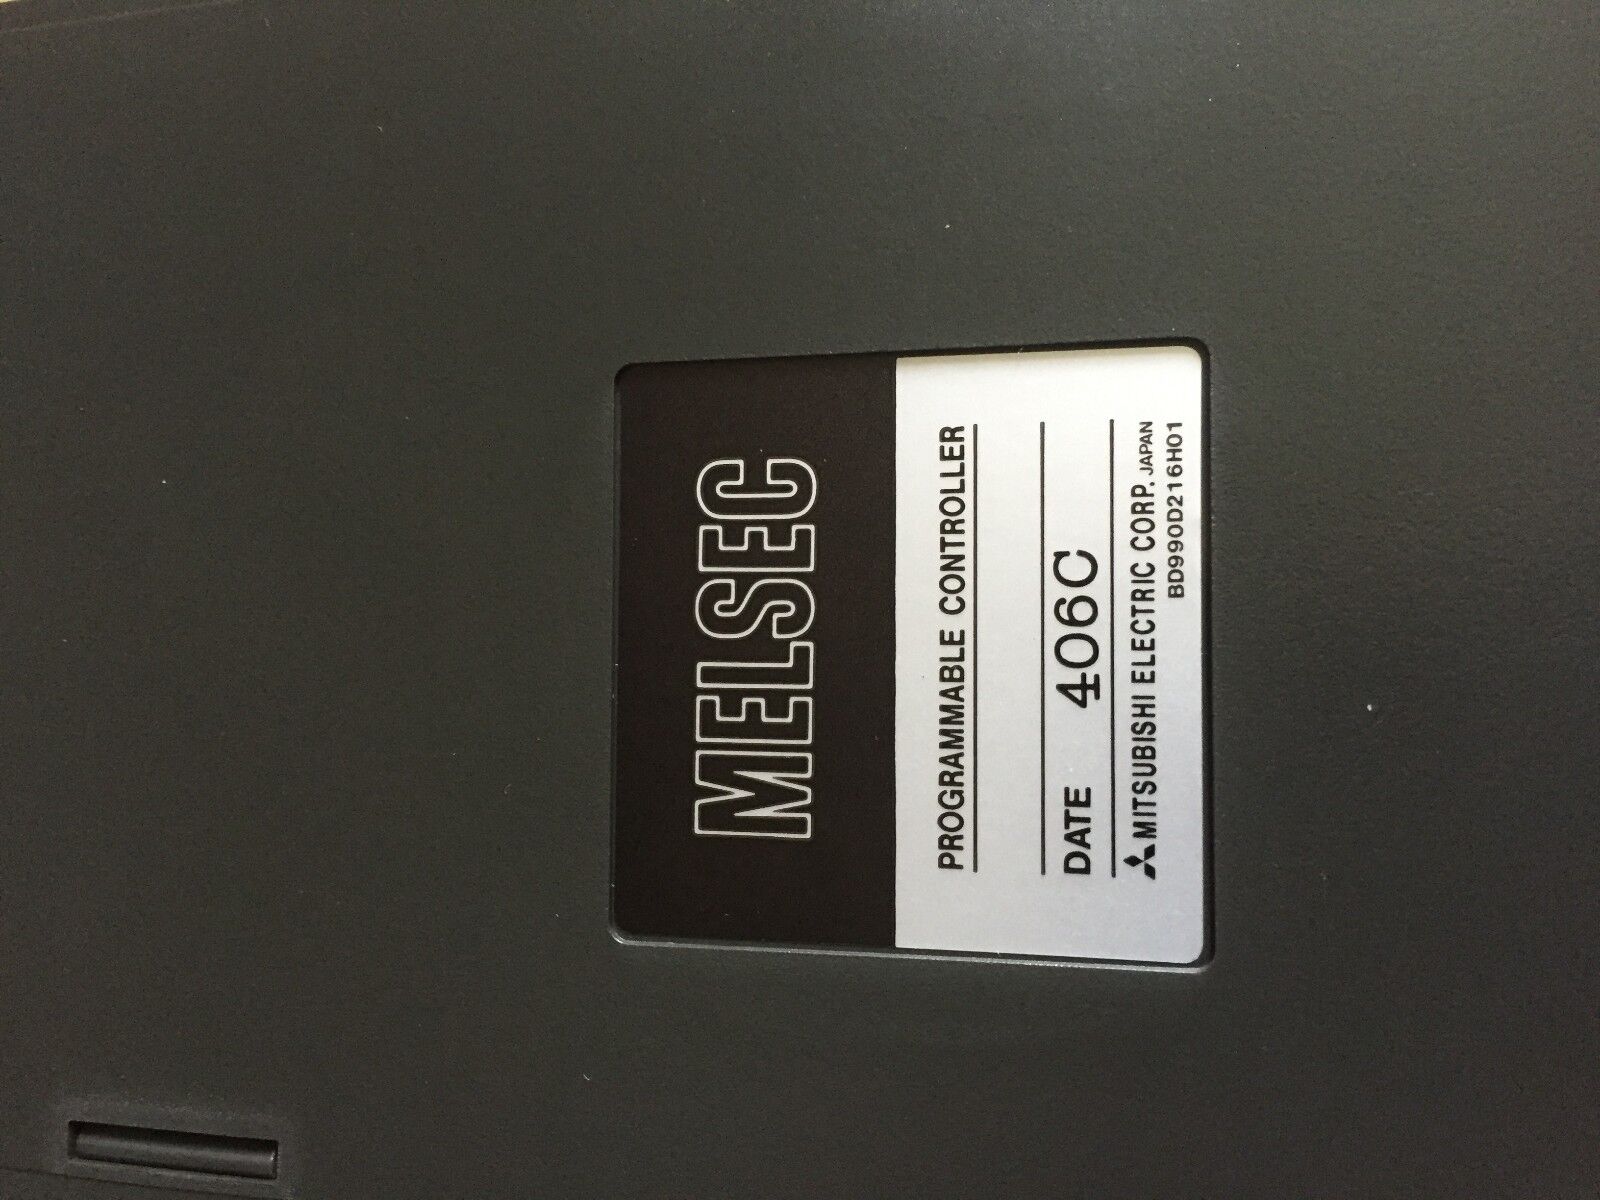 MELSEC
PROGRAMMABLE CONTROLLER
DATE 406C
MITSUBISHI ELECTRIC CORP. JAPAN
BD990D216H01